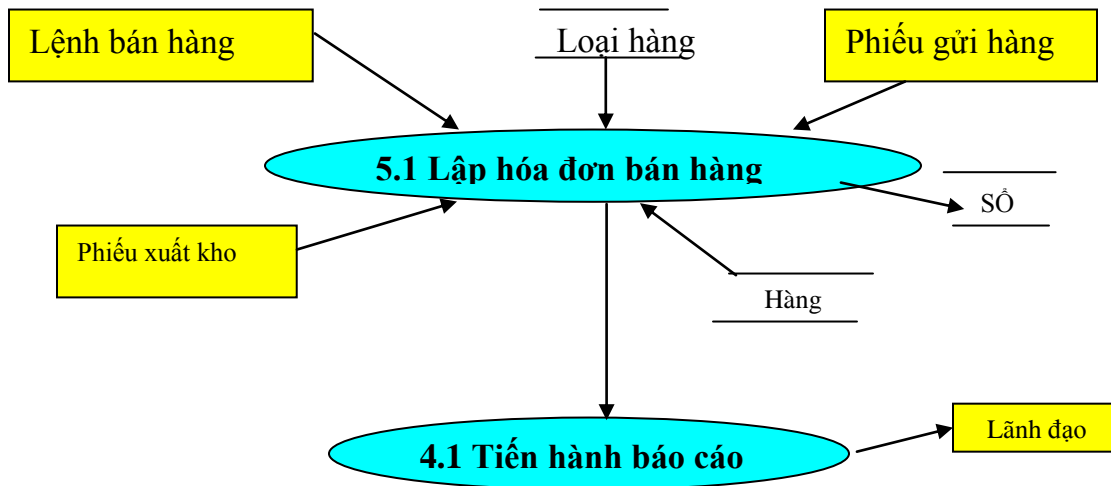 Lệnh bán hàng
Loại hàng
Phiếu gửi hàng
5.1 Lập hóa đơn bán hàng
SỔ
Phiếu xuất kho
Hàng
4.1 Tiến hành báo cáo
Lãnh đạo